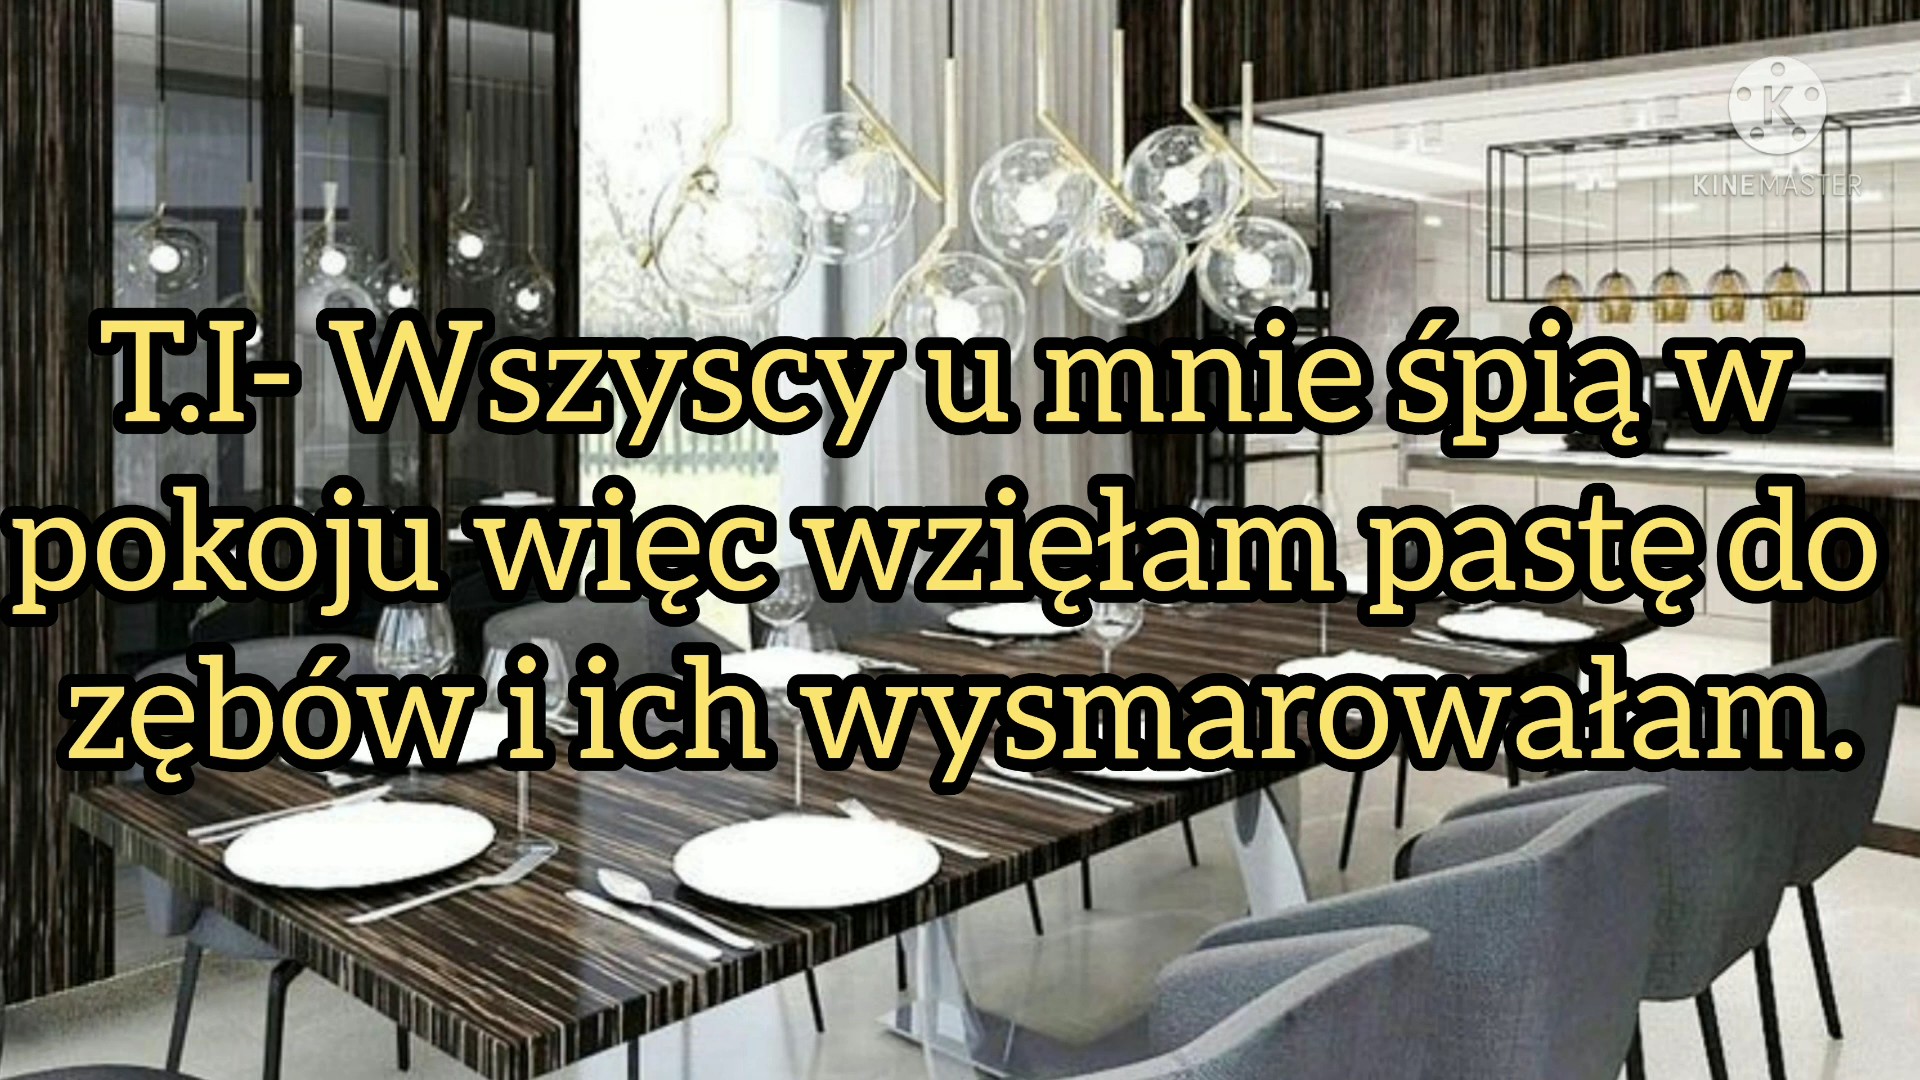 KINEMASTER
T.I- Wszyscy u mnie śpią w
pokoju więc wzięłam pastę do
zębów i ich wysmarowałam.